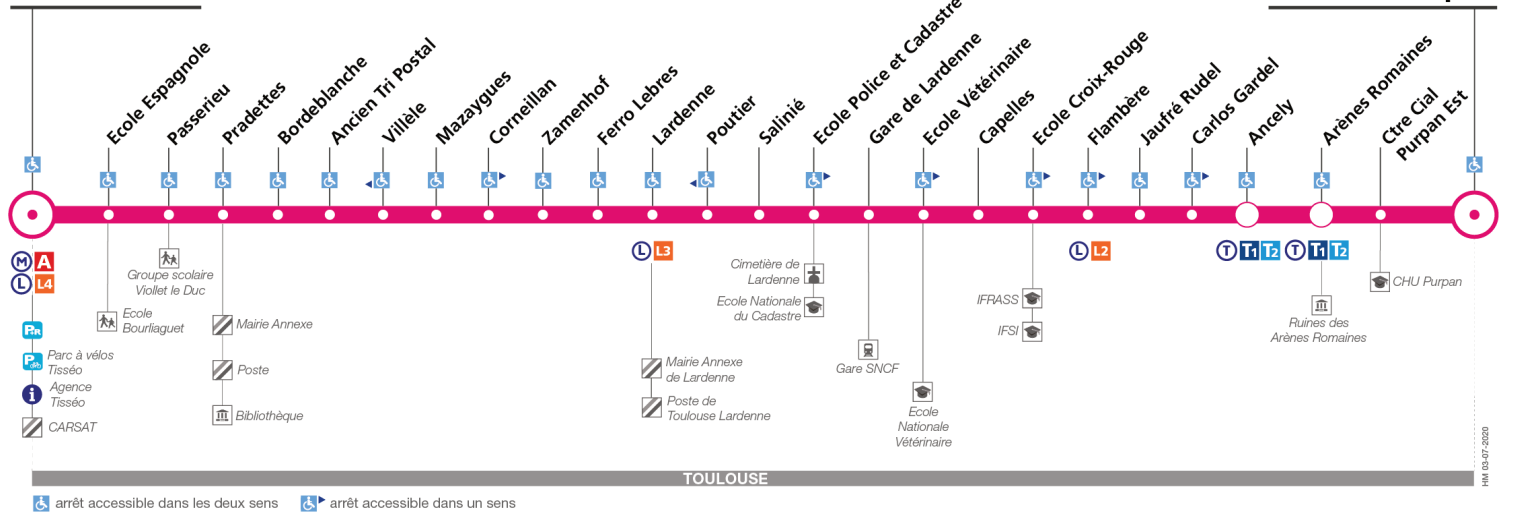 Ecole Espagnole
Passerieu
Pradettes
Bordeblanche
Ancien Tri Postal
Villèle
Mazaygues
Corneillan
Zamenhof
Ferro Lebres
Lardenne
Poutier
Salinié
Ecole Police et Cadastre
Gare de Lardenne
Ecole Vétérinaire
Capelles
Ecole Croix-Rouge
Flambère
Jaufré Rudel
Carlos Gardel
Ancely
Arènes Romaines
Ctre Cial
Purpan Est
M A
L L4
P+R
P
Parc à vélos
Tisséo
i
Agence
Tisséo
CARSAT
Ecole
Bourliaguet
Groupe scolaire
Viollet le Duc
Mairie Annexe
Poste
Bibliothèque
L L3
Mairie Annexe
de Lardenne
Poste de
Toulouse Lardenne
Cimetière de
Lardenne
Ecole Nationale
du Cadastre
Gare SNCF
Ecole
Nationale
Vétérinaire
IFRASS
IFSI
L L2
T T1 T2
T T1 T2
Ruines des
Arènes Romaines
CHU Purpan
HM 03-07-2020
TOULOUSE
arrêt accessible dans les deux sens
arrêt accessible dans un sens